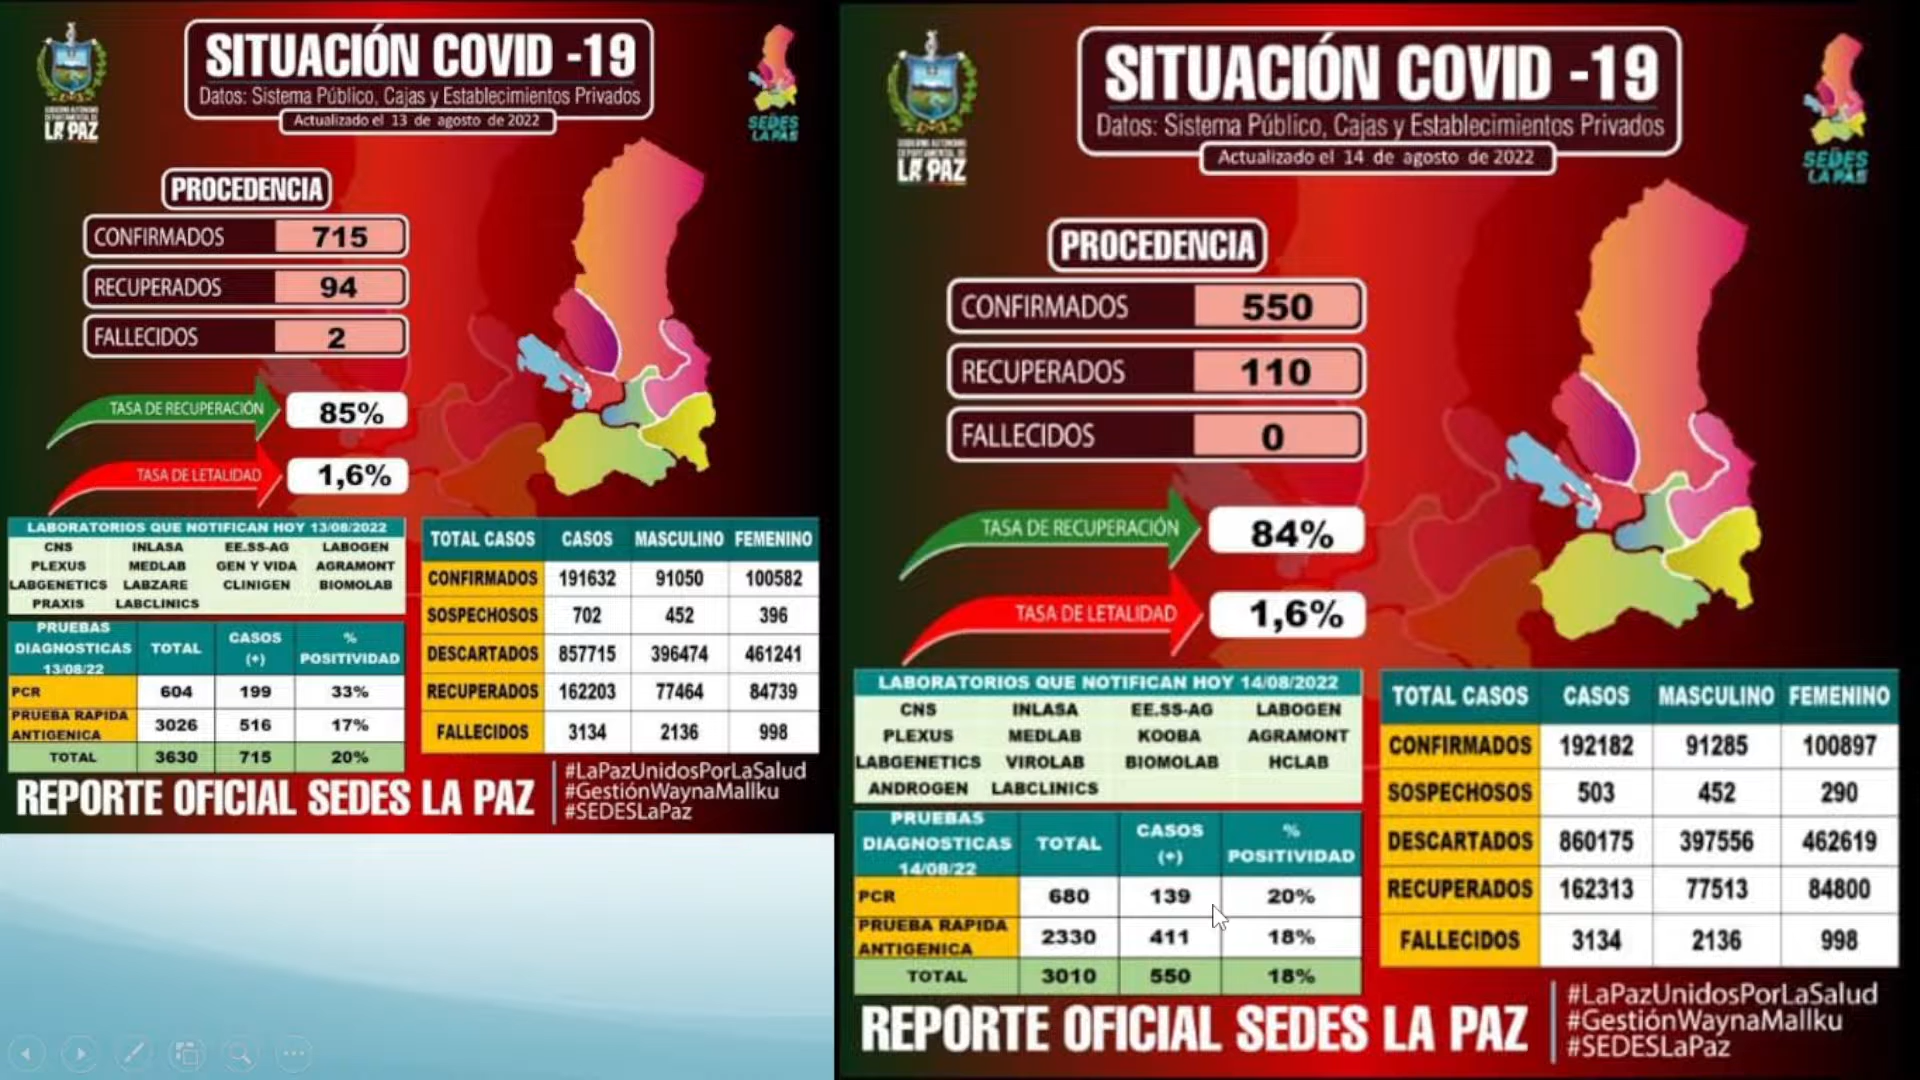 SITUACIÓN COVID -19
Datos: Sistema Público, Cajas y Establecimientos Privados
Actualizado el 13 de agosto de 2022
LA PAZ
SEDES
LA PAZ
PROCEDENCIA
CONFIRMADOS 715
RECUPERADOS 94
FALLECIDOS 2
TASA DE RECUPERACIÓN 85%
TASA DE LETALIDAD 1,6%
LABORATORIOS QUE NOTIFICAN HOY 13/08/2022
CNS INLASA EE.SS-AG LABOGEN
PLEXUS MEDLAB GEN Y VIDA AGRAMONT
LABGENETICS LABZARE CLINIGEN BIOMOLAB
PRAXIS LABCLINICS
PRUEBAS DIAGNOSTICAS 13/08/22 TOTAL CASOS (+) % POSITIVIDAD
PCR 604 199 33%
PRUEBA RAPIDA ANTIGENICA 3026 516 17%
TOTAL 3630 715 20%
TOTAL CASOS CASOS MASCULINO FEMENINO
CONFIRMADOS 191632 91050 100582
SOSPECHOSOS 702 452 396
DESCARTADOS 857715 396474 461241
RECUPERADOS 162203 77464 84739
FALLECIDOS 3134 2136 998
REPORTE OFICIAL SEDES LA PAZ
#LaPazUnidosPorLaSalud
#GestiónWaynaMallku
#SEDESLaPaz
SITUACIÓN COVID -19
Datos: Sistema Público, Cajas y Establecimientos Privados
Actualizado el 14 de agosto de 2022
LA PAZ
SEDES
LA PAZ
PROCEDENCIA
CONFIRMADOS 550
RECUPERADOS 110
FALLECIDOS 0
TASA DE RECUPERACIÓN 84%
TASA DE LETALIDAD 1,6%
LABORATORIOS QUE NOTIFICAN HOY 14/08/2022
CNS INLASA EE.SS-AG LABOGEN
PLEXUS MEDLAB KOOBA AGRAMONT
LABGENETICS VIROLAB BIOMOLAB HCLAB
ANDROGEN LABCLINICS
PRUEBAS DIAGNOSTICAS 14/08/22 TOTAL CASOS (+) % POSITIVIDAD
PCR 680 139 20%
PRUEBA RAPIDA ANTIGENICA 2330 411 18%
TOTAL 3010 550 18%
TOTAL CASOS CASOS MASCULINO FEMENINO
CONFIRMADOS 192182 91285 100897
SOSPECHOSOS 503 452 290
DESCARTADOS 860175 397556 462619
RECUPERADOS 162313 77513 84800
FALLECIDOS 3134 2136 998
REPORTE OFICIAL SEDES LA PAZ
#LaPazUnidosPorLaSalud
#GestiónWaynaMallku
#SEDESLaPaz